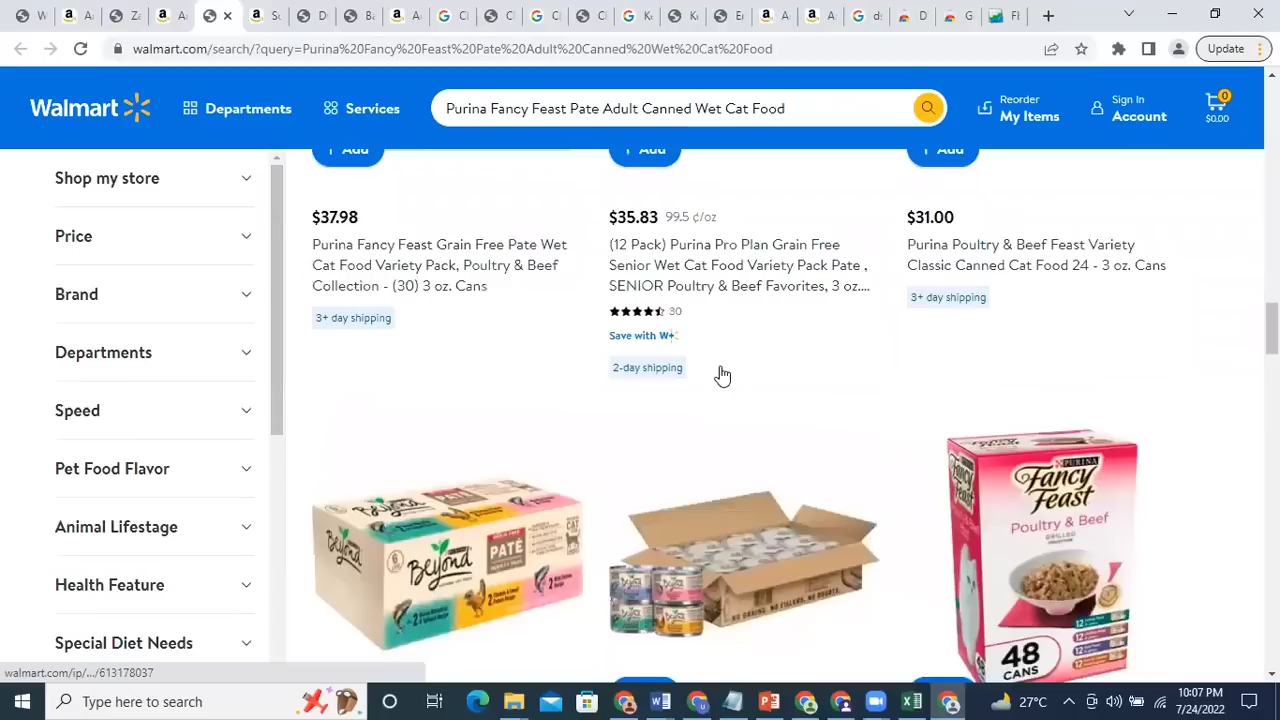 walmart.com/search/?query=Purina%20Fancy%20Feast%20Pate%20Adult%20Canned%20Wet%20Cat%20Food
Update
Walmart
Departments
Services
Purina Fancy Feast Pate Adult Canned Wet Cat Food
Reorder
My Items
Sign In
Account
0
$0.00
+ Add
+ Add
+ Add
Shop my store
Price
Brand
Departments
Speed
Pet Food Flavor
Animal Lifestage
Health Feature
Special Diet Needs
$37.98
Purina Fancy Feast Grain Free Pate Wet
Cat Food Variety Pack, Poultry & Beef
Collection - (30) 3 oz. Cans
3+ day shipping
$35.83 99.5 ¢/oz
(12 Pack) Purina Pro Plan Grain Free
Senior Wet Cat Food Variety Pack Pate ,
SENIOR Poultry & Beef Favorites, 3 oz....
30
Save with W+
2-day shipping
$31.00
Purina Poultry & Beef Feast Variety
Classic Canned Cat Food 24 - 3 oz. Cans
3+ day shipping
Beyond
Beyond
PATÉ
PURINA
Fancy
Feast
Poultry & Beef
GRILLED
48
CANS
walmart.com/ip/.../613178037
Type here to search
27°C
10:07 PM
7/24/2022